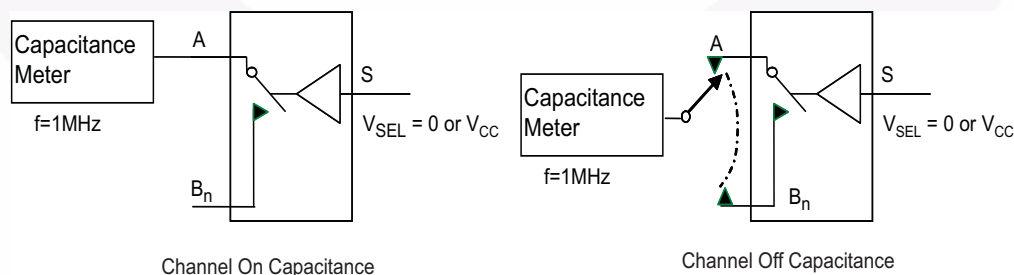 Capacitance
Meter
f=1MHz
A
S
V_SEL = 0 or V_CC
B_n
Channel On Capacitance
Capacitance
Meter
f=1MHz
A
S
V_SEL = 0 or V_CC
B_n
Channel Off Capacitance